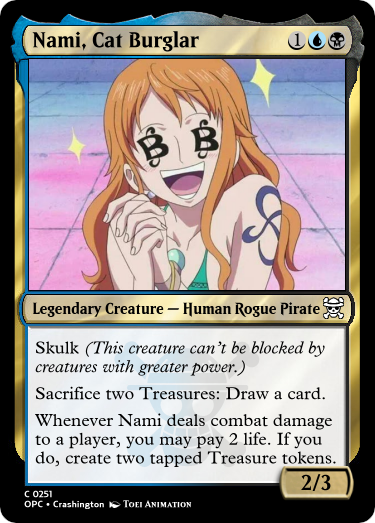 Nami, Cat Burglar 1
฿ ฿
Legendary Creature — Human Rogue Pirate
Skulk (This creature can't be blocked by
creatures with greater power.)
Sacrifice two Treasures: Draw a card.
Whenever Nami deals combat damage
to a player, you may pay 2 life. If you
do, create two tapped Treasure tokens.
2/3
C 0251
OPC • Crashington TOEI ANIMATION